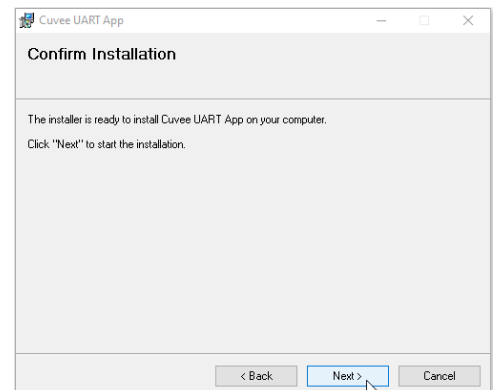 Cuvee UART App
Confirm Installation
The installer is ready to install Cuvee UART App on your computer.
Click "Next" to start the installation.
< Back
Next >
Cancel